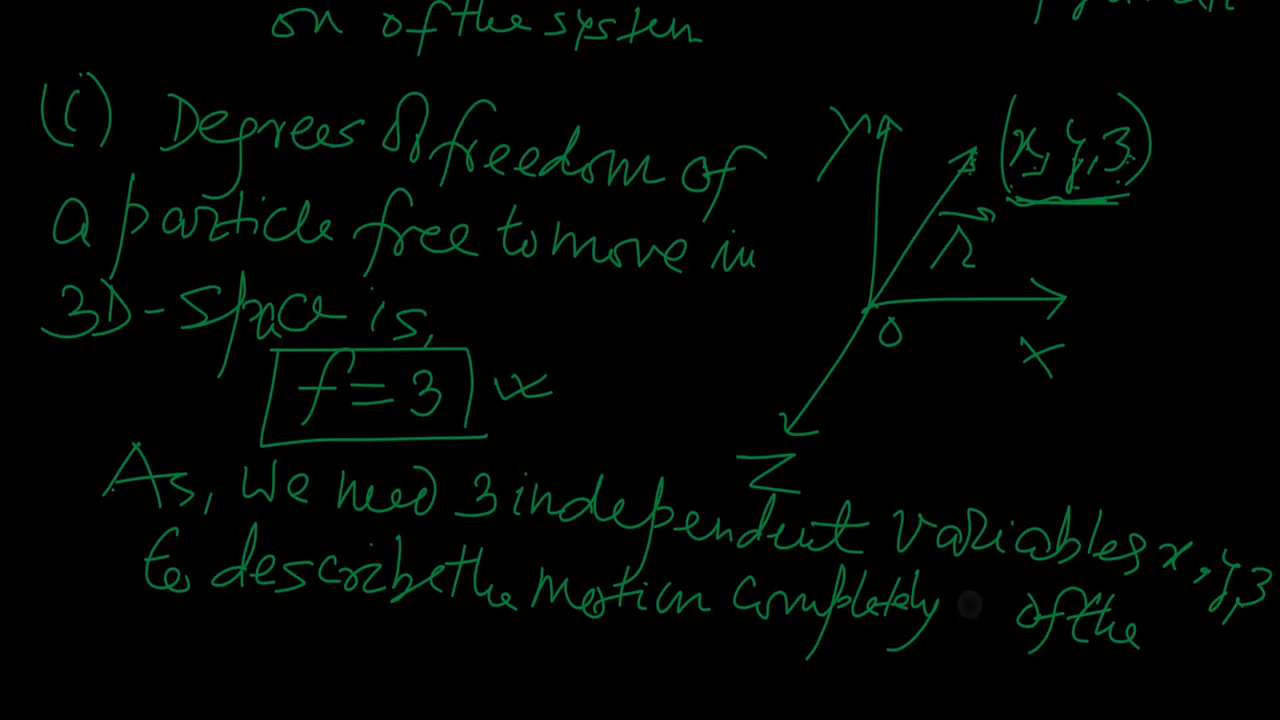 on of the system
(i) Degrees of freedom of
a particle free to move in
3D-space is,
f=3
Y
(x, y, z)
r
O
X
Z
As, we need 3 independent variables x, y, z
to describe the motion completely of the